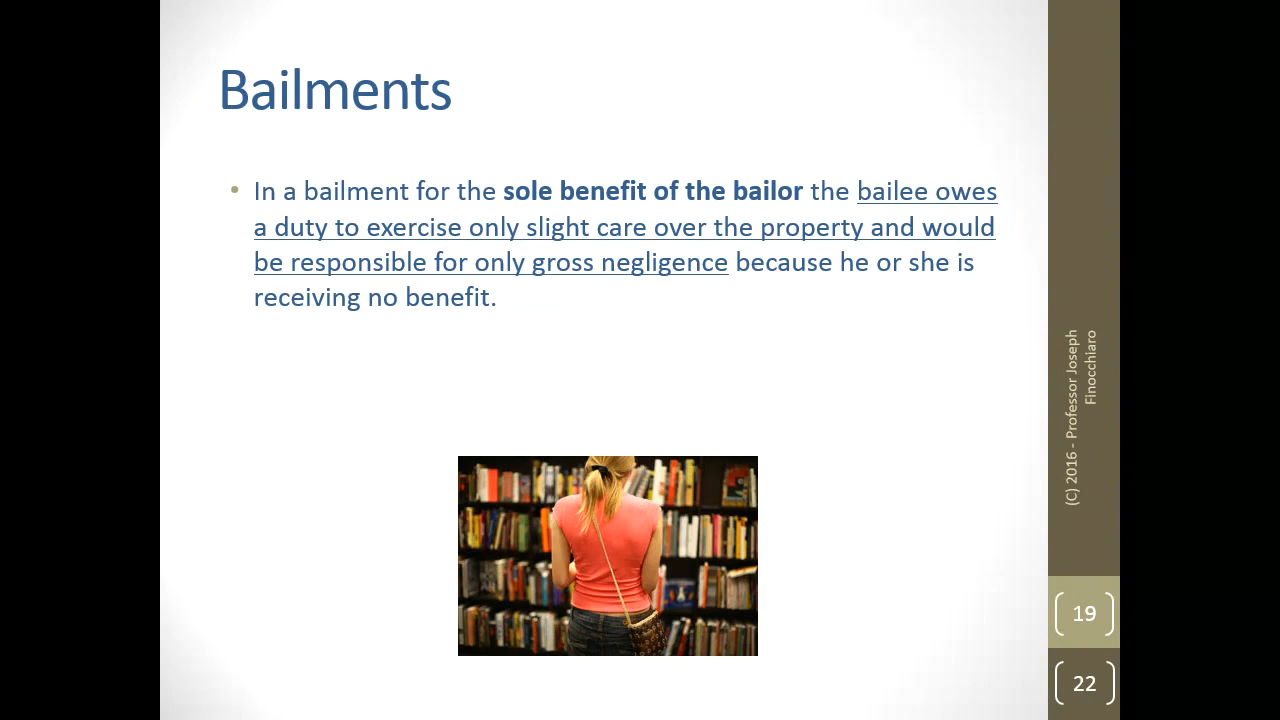 Bailments
• In a bailment for the sole benefit of the bailor the bailee owes
a duty to exercise only slight care over the property and would
be responsible for only gross negligence because he or she is
receiving no benefit.
(C) 2016 - Professor Joseph
Finocchiaro
19
22